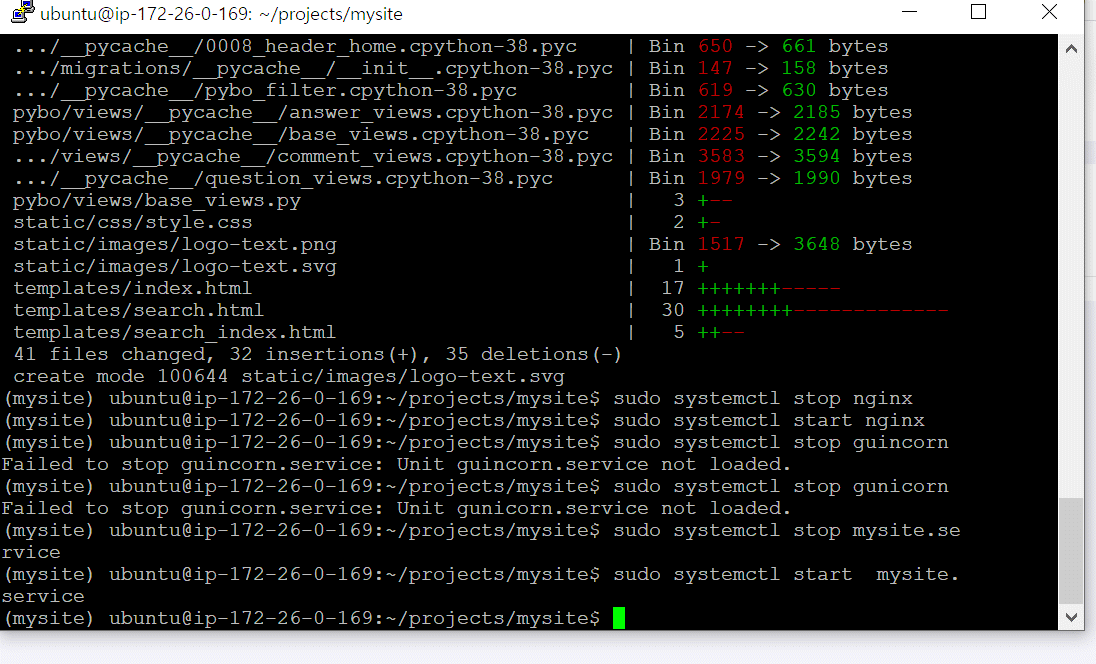 ubuntu@ip-172-26-0-169: ~/projects/mysite
.../__pycache__/0008_header_home.cpython-38.pyc | Bin 650 -> 661 bytes
.../migrations/__pycache__/__init__.cpython-38.pyc | Bin 147 -> 158 bytes
.../__pycache__/pybo_filter.cpython-38.pyc | Bin 619 -> 630 bytes
pybo/views/__pycache__/answer_views.cpython-38.pyc | Bin 2174 -> 2185 bytes
pybo/views/__pycache__/base_views.cpython-38.pyc | Bin 2225 -> 2242 bytes
.../views/__pycache__/comment_views.cpython-38.pyc | Bin 3583 -> 3594 bytes
.../__pycache__/question_views.cpython-38.pyc | Bin 1979 -> 1990 bytes
pybo/views/base_views.py | 3 +--
static/css/style.css | 2 +-
static/images/logo-text.png | Bin 1517 -> 3648 bytes
static/images/logo-text.svg | 1 +
templates/index.html | 17 +++++++-----
templates/search.html | 30 ++++++++-------------
templates/search_index.html | 5 ++--
41 files changed, 32 insertions(+), 35 deletions(-)
create mode 100644 static/images/logo-text.svg
(mysite) ubuntu@ip-172-26-0-169:~/projects/mysite$ sudo systemctl stop nginx
(mysite) ubuntu@ip-172-26-0-169:~/projects/mysite$ sudo systemctl start nginx
(mysite) ubuntu@ip-172-26-0-169:~/projects/mysite$ sudo systemctl stop guincorn
Failed to stop guincorn.service: Unit guincorn.service not loaded.
(mysite) ubuntu@ip-172-26-0-169:~/projects/mysite$ sudo systemctl stop gunicorn
Failed to stop gunicorn.service: Unit gunicorn.service not loaded.
(mysite) ubuntu@ip-172-26-0-169:~/projects/mysite$ sudo systemctl stop mysite.se
rvice
(mysite) ubuntu@ip-172-26-0-169:~/projects/mysite$ sudo systemctl start  mysite.
service
(mysite) ubuntu@ip-172-26-0-169:~/projects/mysite$